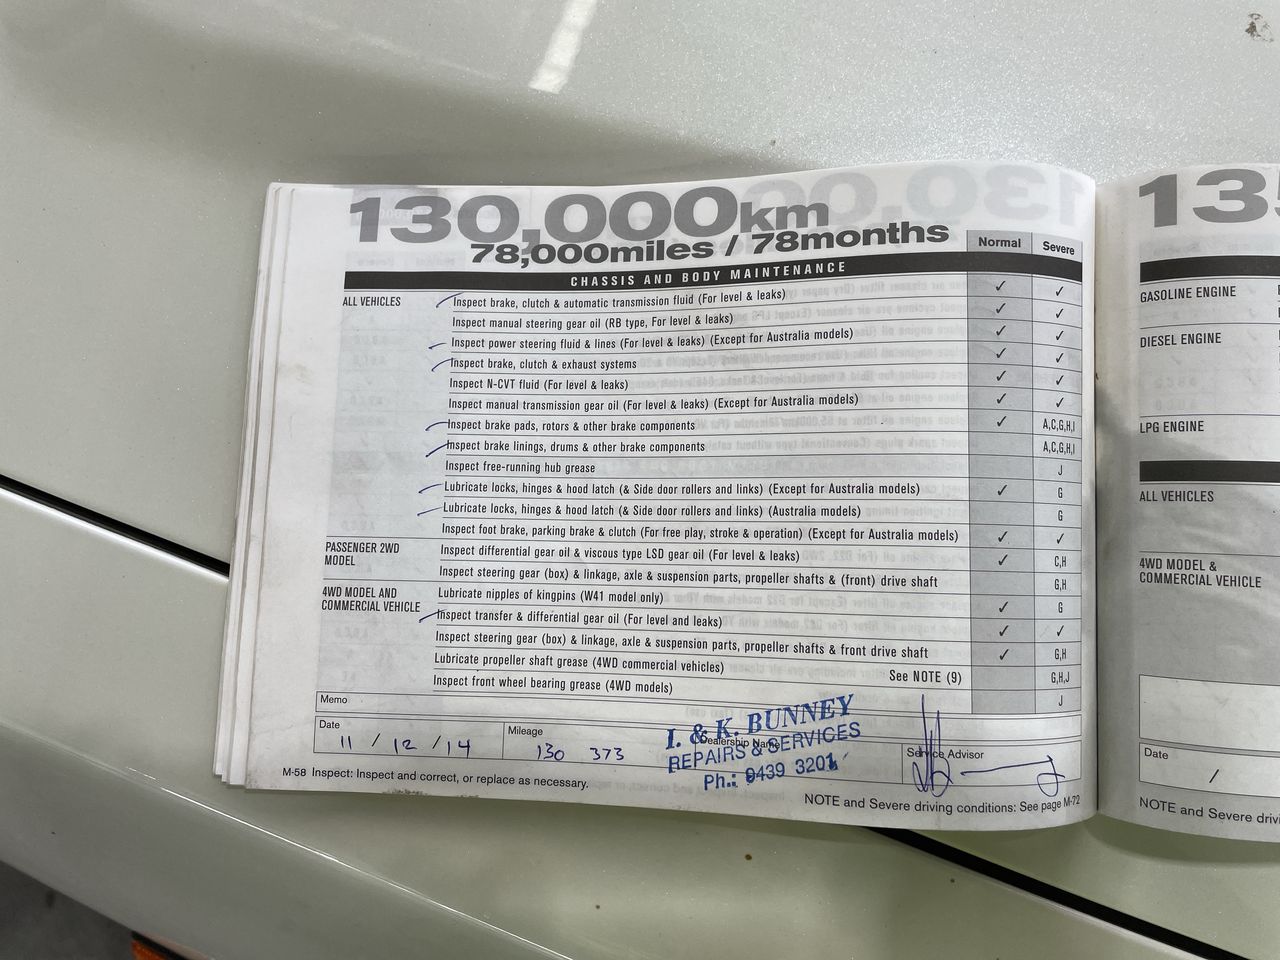 130,000km
78,000miles / 78months
Normal Severe
CHASSIS AND BODY MAINTENANCE
ALL VEHICLES Inspect brake, clutch & automatic transmission fluid (For level & leaks) ✓ ✓
Inspect manual steering gear oil (RB type, For level & leaks) ✓ ✓
Inspect power steering fluid & lines (For level & leaks) (Except for Australia models) ✓ ✓
Inspect brake, clutch & exhaust systems ✓ ✓
Inspect N-CVT fluid (For level & leaks) ✓ ✓
Inspect manual transmission gear oil (For level & leaks) (Except for Australia models) ✓ ✓
Inspect brake pads, rotors & other brake components ✓ A,C,G,H,I
Inspect brake linings, drums & other brake components A,C,G,H,I
Inspect free-running hub grease J
Lubricate locks, hinges & hood latch (& Side door rollers and links) (Except for Australia models) ✓ G
Lubricate locks, hinges & hood latch (& Side door rollers and links) (Australia models) G
Inspect foot brake, parking brake & clutch (For free play, stroke & operation) (Except for Australia models) ✓ ✓
PASSENGER 2WD MODEL Inspect differential gear oil & viscous type LSD gear oil (For level & leaks) ✓ C,H
Inspect steering gear (box) & linkage, axle & suspension parts, propeller shafts & (front) drive shaft G,H
4WD MODEL AND COMMERCIAL VEHICLE Lubricate nipples of kingpins (W41 model only) ✓ G
Inspect transfer & differential gear oil (For level and leaks) ✓ ✓
Inspect steering gear (box) & linkage, axle & suspension parts, propeller shafts & front drive shaft ✓ G,H
Lubricate propeller shaft grease (4WD commercial vehicles) See NOTE (9) G,H,J
Inspect front wheel bearing grease (4WD models) J
Memo
Date 11 / 12 / 14
Mileage 130 373
Dealership Name
I. & K. BUNNEY
REPAIRS & SERVICES
Ph.: 9439 3201
Service Advisor
M-58 Inspect: Inspect and correct, or replace as necessary.
NOTE and Severe driving conditions: See page M-72
13
GASOLINE ENGINE
DIESEL ENGINE
LPG ENGINE
ALL VEHICLES
4WD MODEL &
COMMERCIAL VEHICLE
Date
/
NOTE and Severe